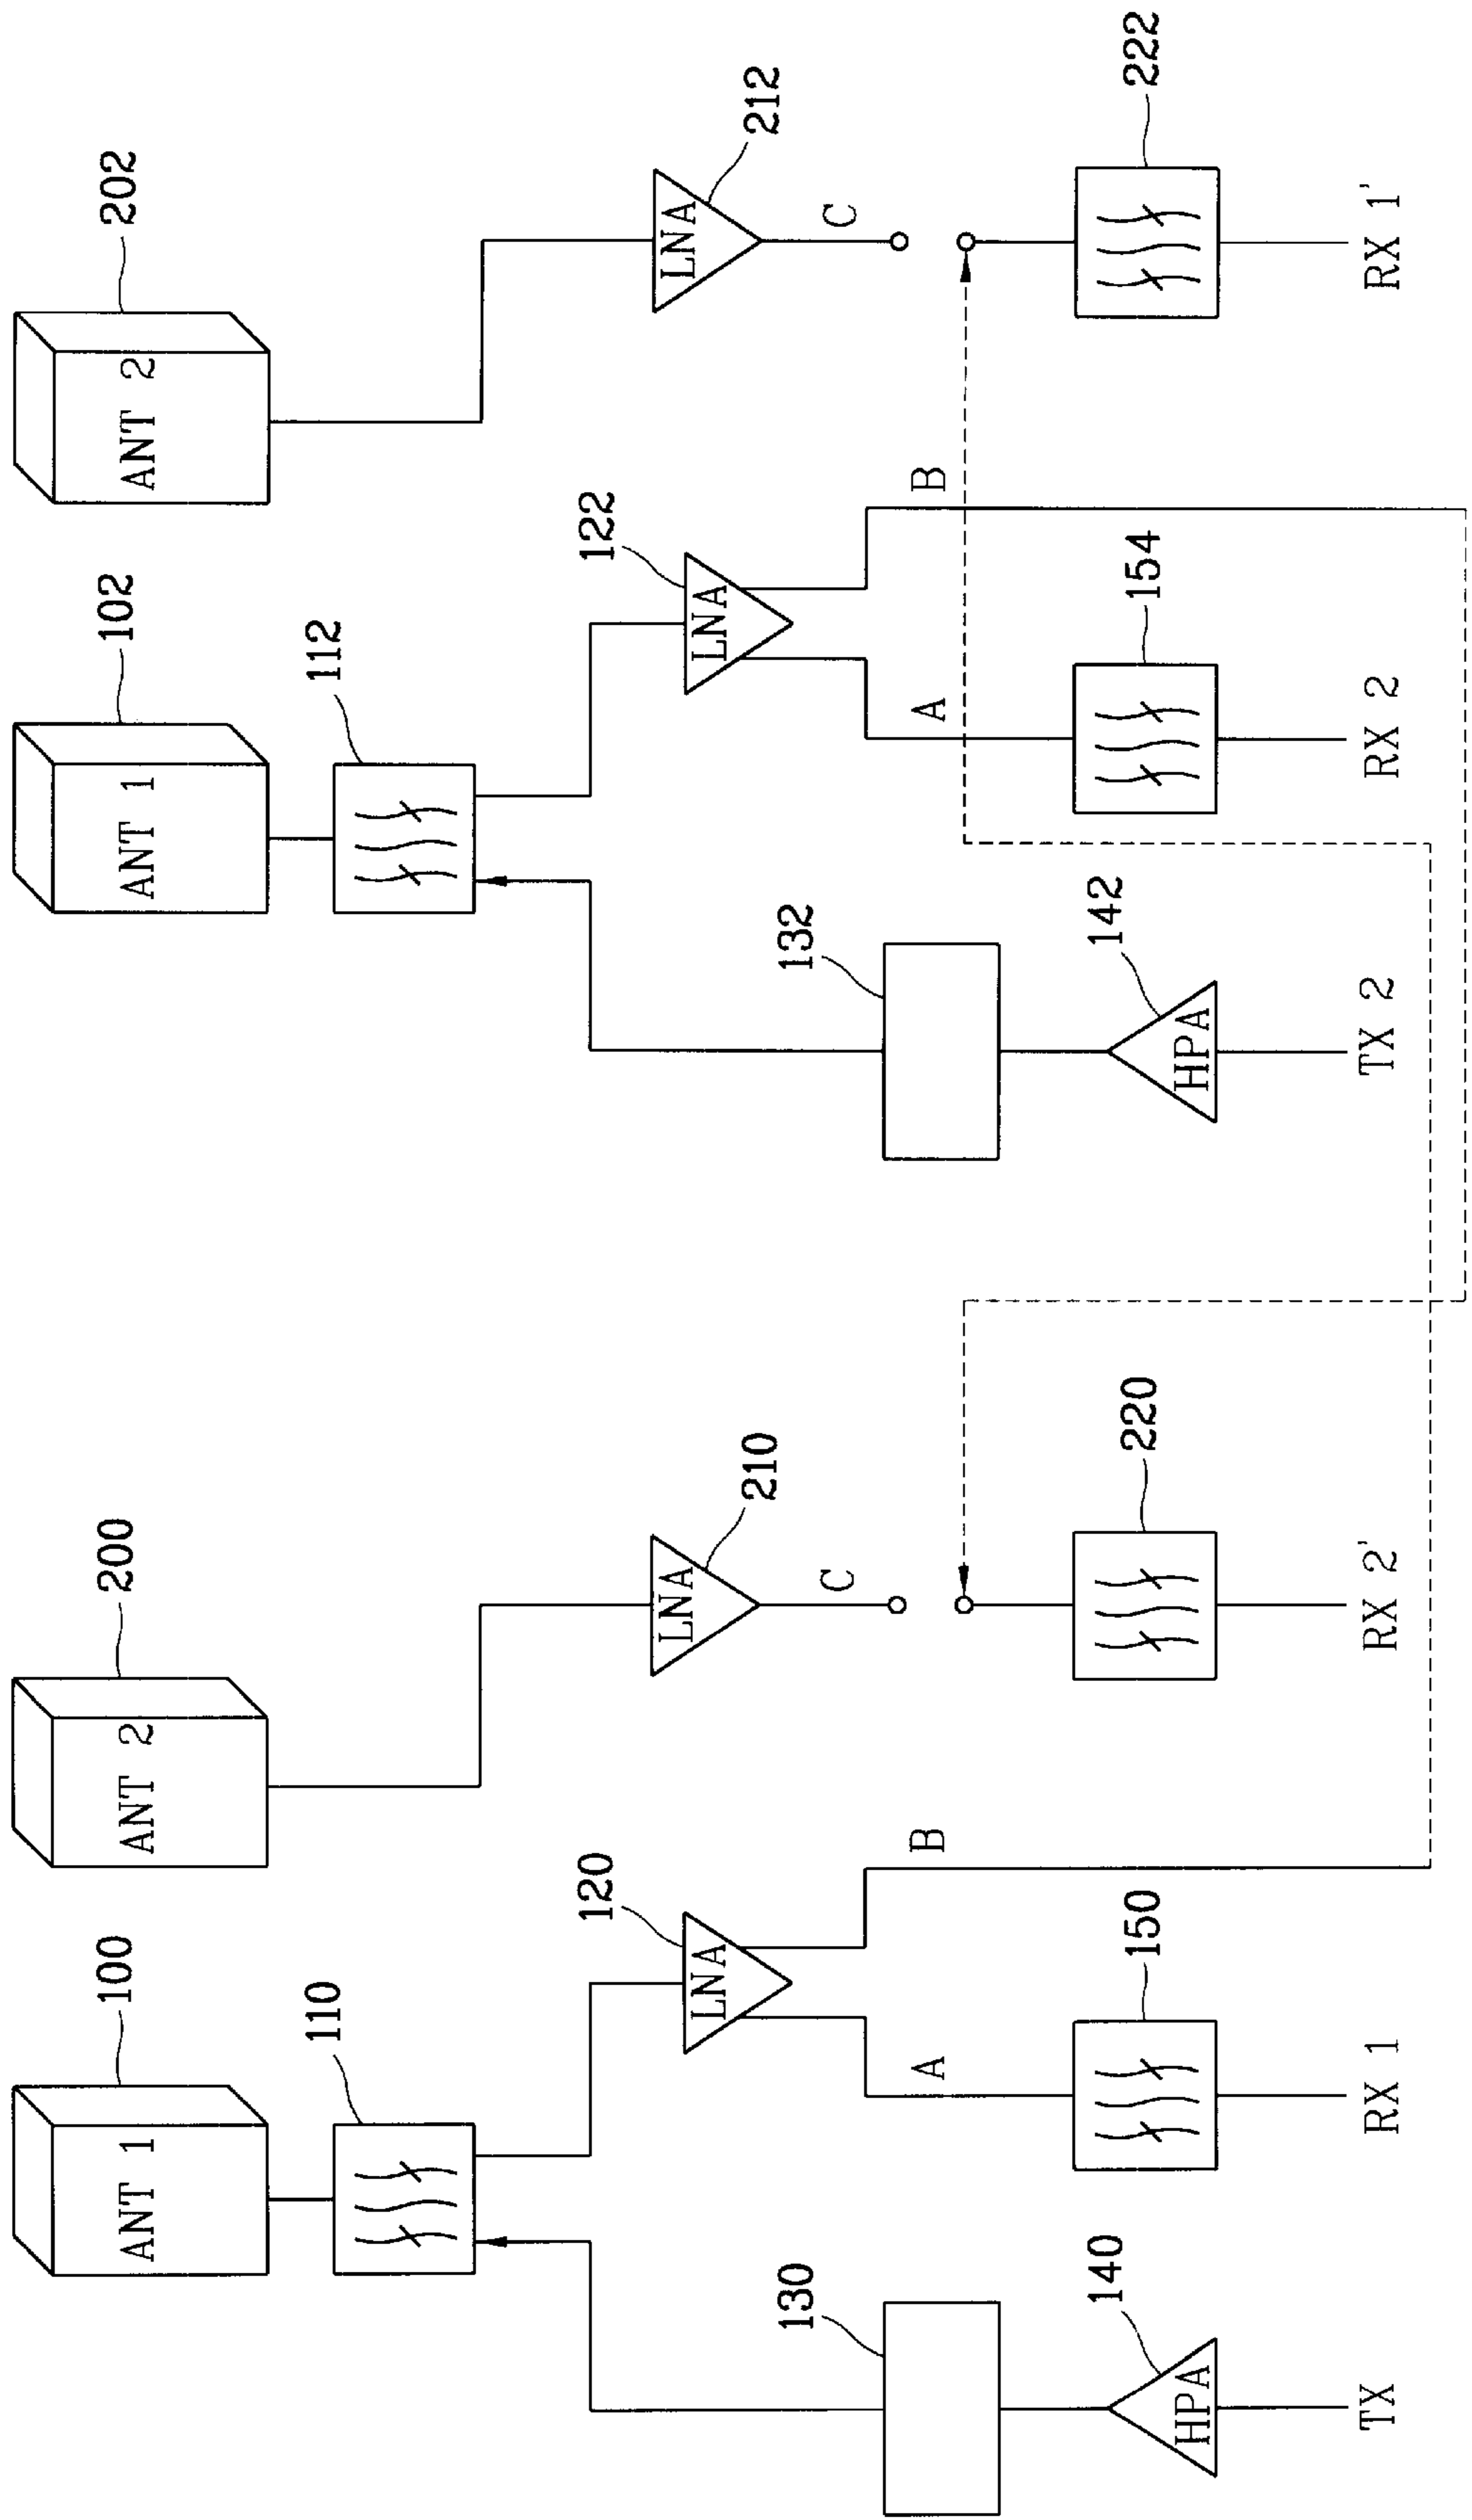 100
ANT 1
110
120
LNA
A
B
130
140
HPA
150
TX
RX 1
200
ANT 2
210
LNA
C
220
RX 2'
102
ANT 1
112
122
LNA
A
B
132
142
HPA
154
TX 2
RX 2
202
ANT 2
212
LNA
C
222
RX 1'